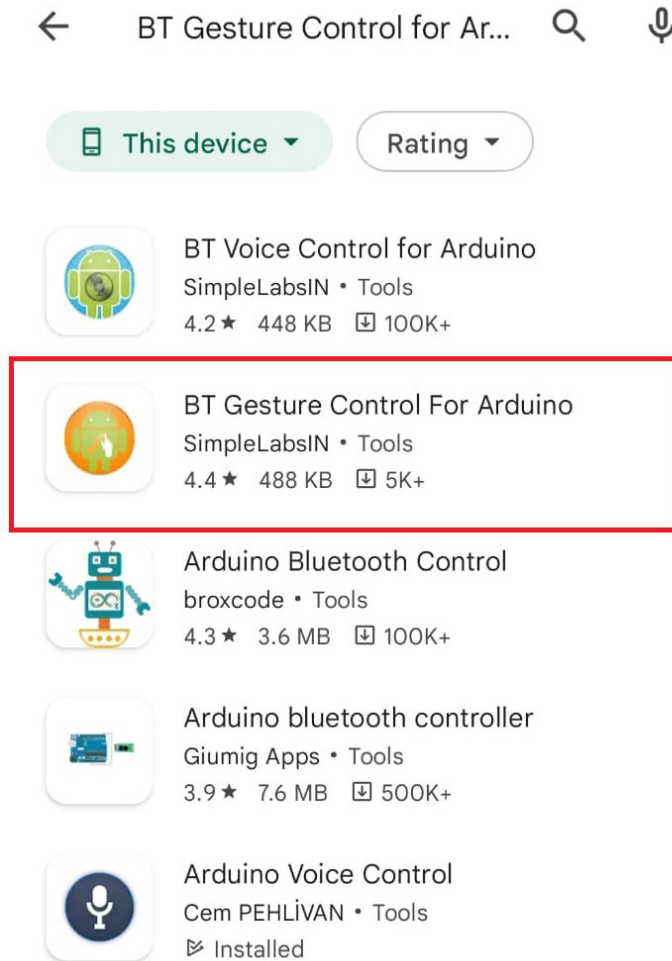 BT Gesture Control for Ar...
This device
Rating
BT Voice Control for Arduino
SimpleLabsIN • Tools
4.2★ 448 KB 100K+
BT Gesture Control For Arduino
SimpleLabsIN • Tools
4.4★ 488 KB 5K+
Arduino Bluetooth Control
broxcode • Tools
4.3★ 3.6 MB 100K+
Arduino bluetooth controller
Giumig Apps • Tools
3.9★ 7.6 MB 500K+
Arduino Voice Control
Cem PEHLİVAN • Tools
Installed